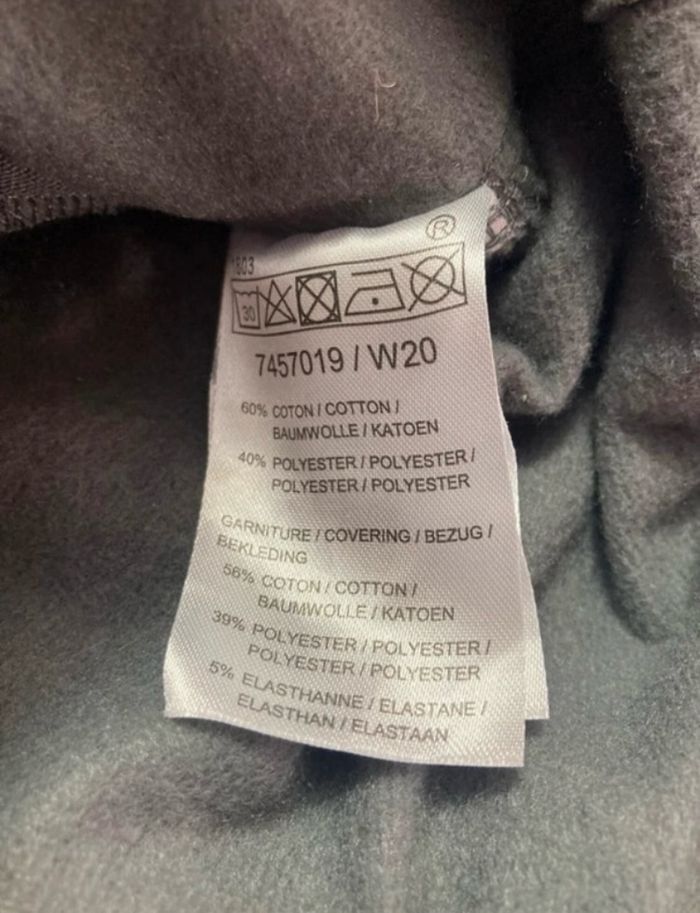 ®
1803
30
7457019 / W20
60% COTON / COTTON /
BAUMWOLLE / KATOEN
40% POLYESTER / POLYESTER /
POLYESTER / POLYESTER
GARNITURE / COVERING / BEZUG /
BEKLEDING
56% COTON / COTTON /
BAUMWOLLE / KATOEN
39% POLYESTER / POLYESTER /
POLYESTER / POLYESTER
5% ELASTHANNE / ELASTANE /
ELASTHAN / ELASTAAN